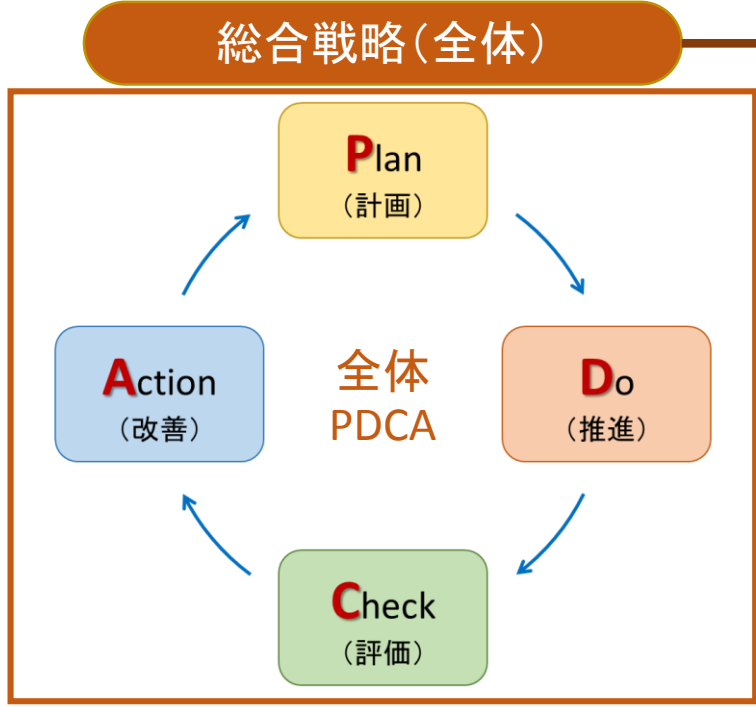 総合戦略（全体）
Plan
（計画）
Action
（改善）
全体
PDCA
Do
（推進）
Check
（評価）